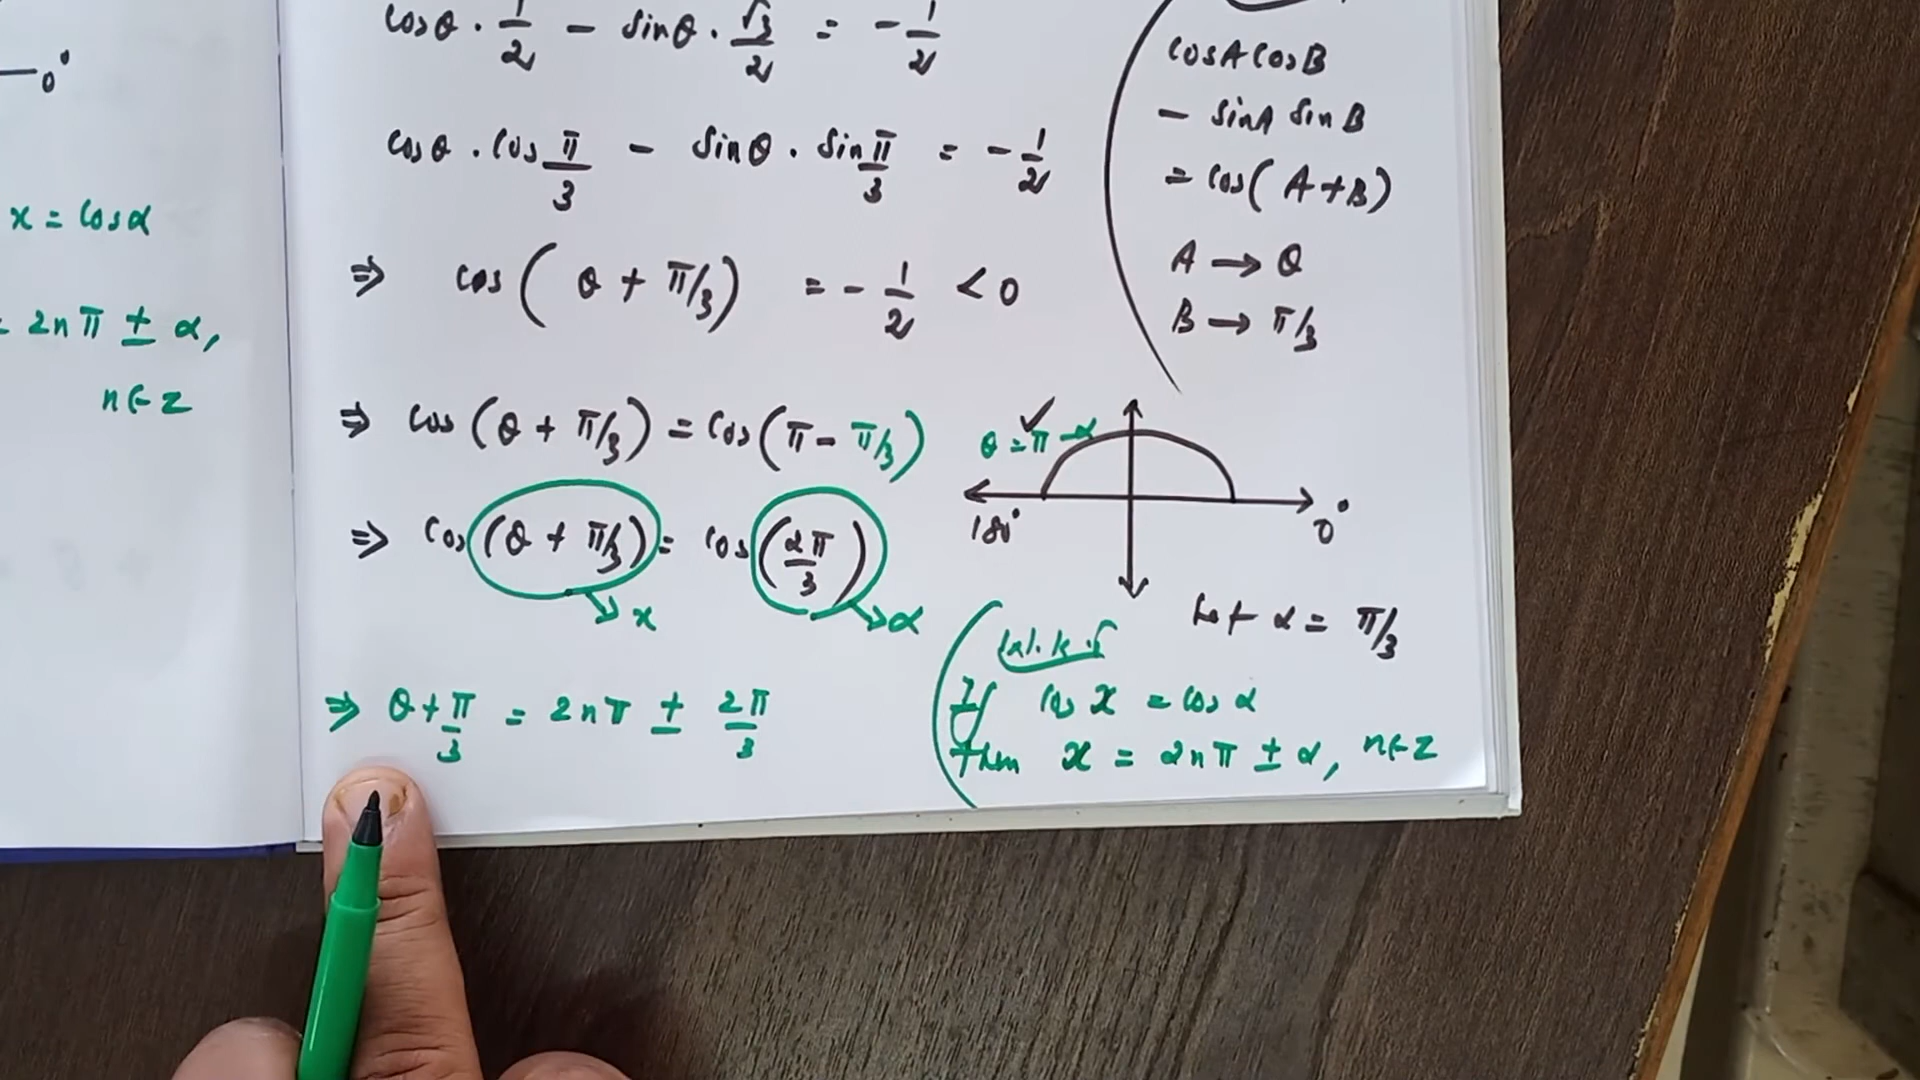 0°
x = cosα
= 2nπ ± α,
n∈z
cosθ · 1/2 − sinθ · √3/2 = −1/2
cosθ · cos π/3 − sinθ · sin π/3 = −1/2
⇒ cos(θ + π/3) = −1/2 < 0
⇒ cos(θ + π/3) = cos(π − π/3)
⇒ cos(θ + π/3) = cos(2π/3)
x
α
⇒ θ + π/3 = 2nπ ± 2π/3
cosA cosB
− sinA sinB
= cos(A+B)
A → θ
B → π/3
θ = π − α ✓
180° 0°
Let α = π/3
If cos x = cos α
then x = 2nπ ± α, n∈z